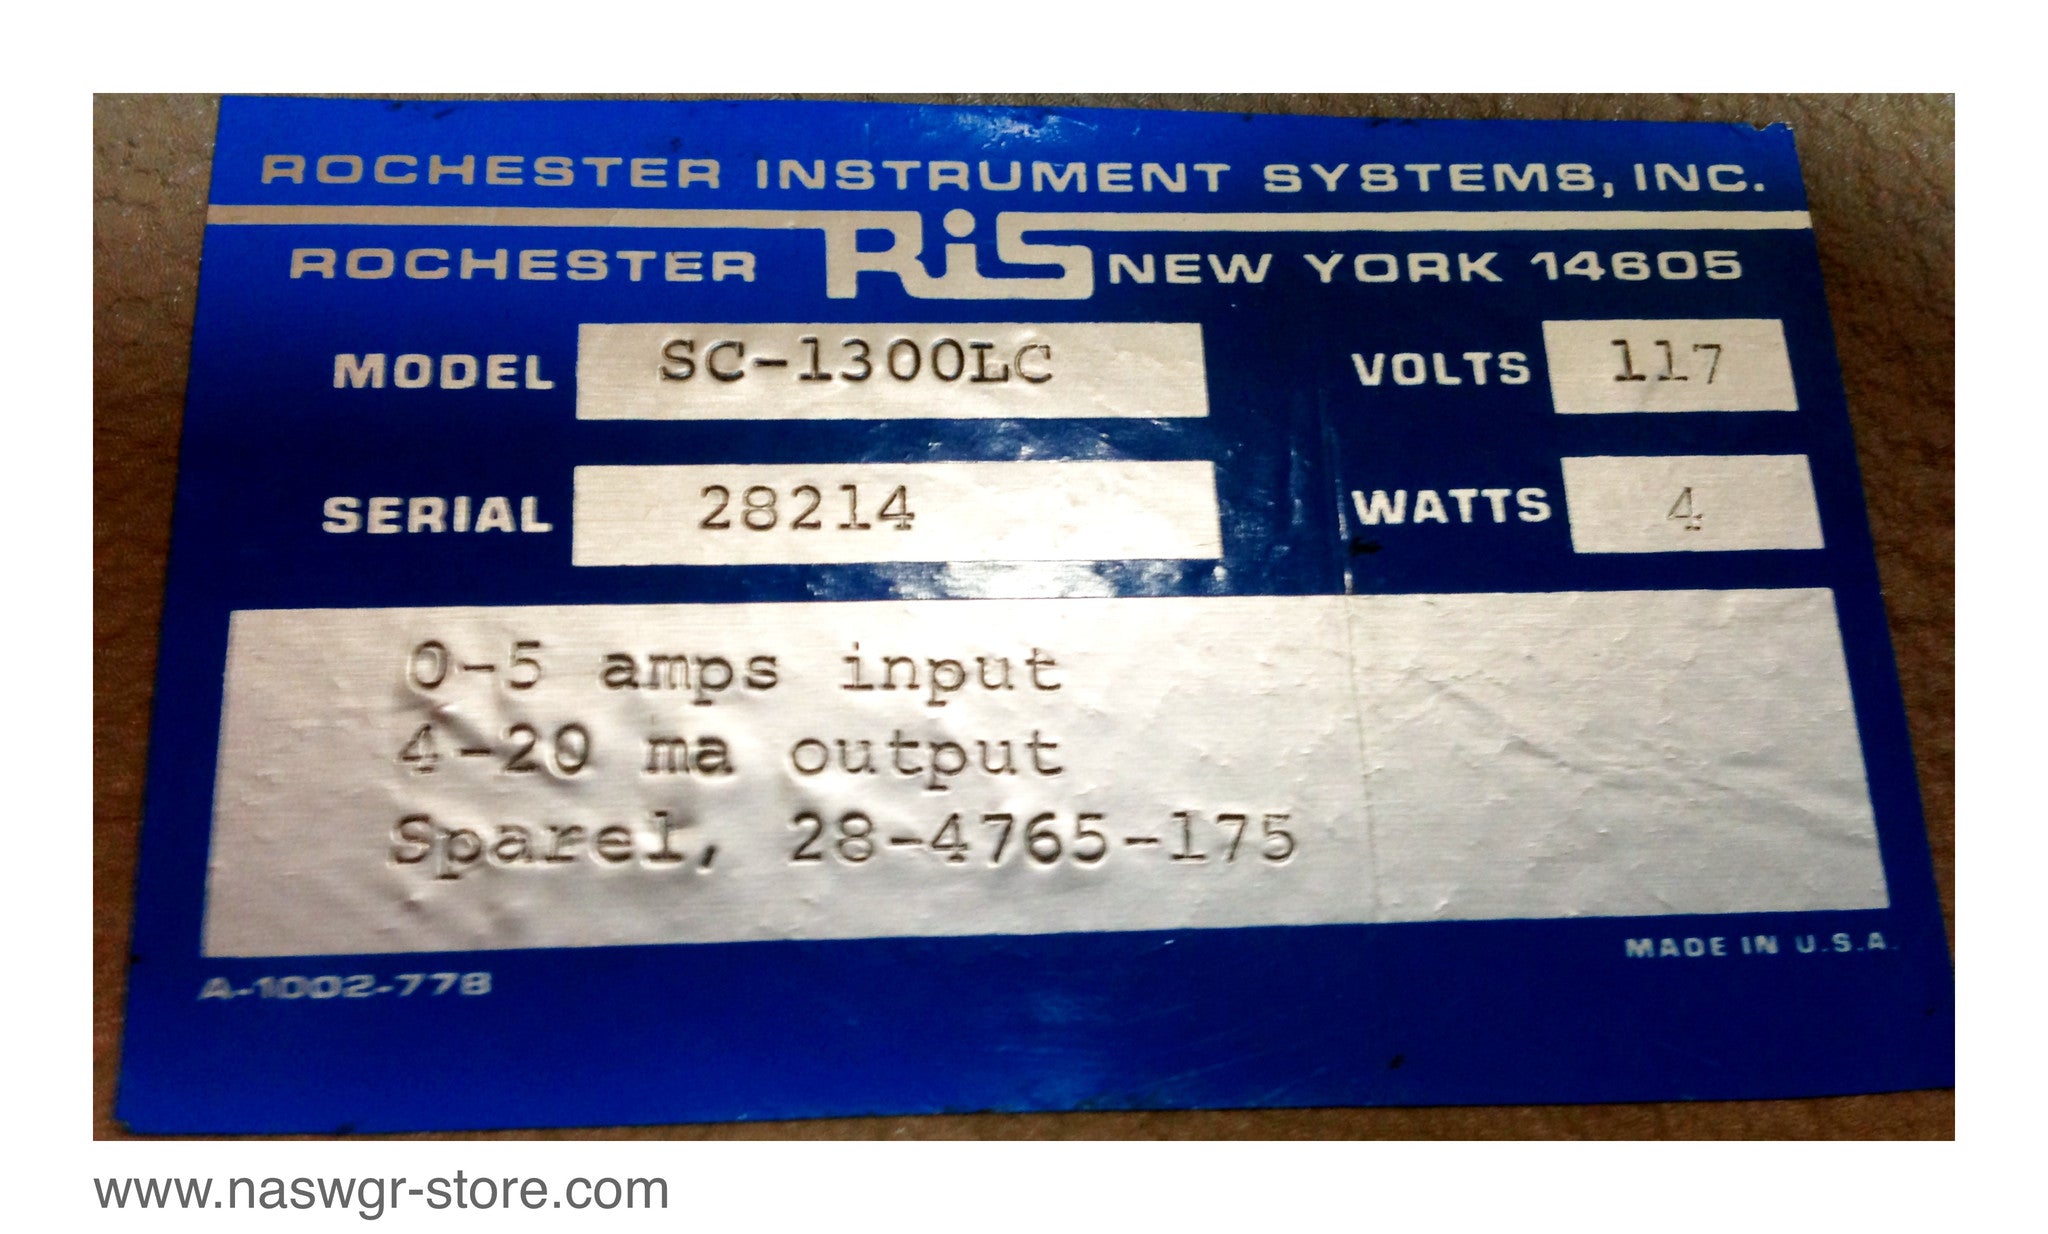 ROCHESTER INSTRUMENT SYSTEMS, INC.
ROCHESTER RIS NEW YORK 14605
MODEL SC-1300LC VOLTS 117
SERIAL 28214 WATTS 4
0-5 amps input
4-20 ma output
Sparel, 28-4765-175
MADE IN U.S.A.
A-1002-778
www.naswgr-store.com